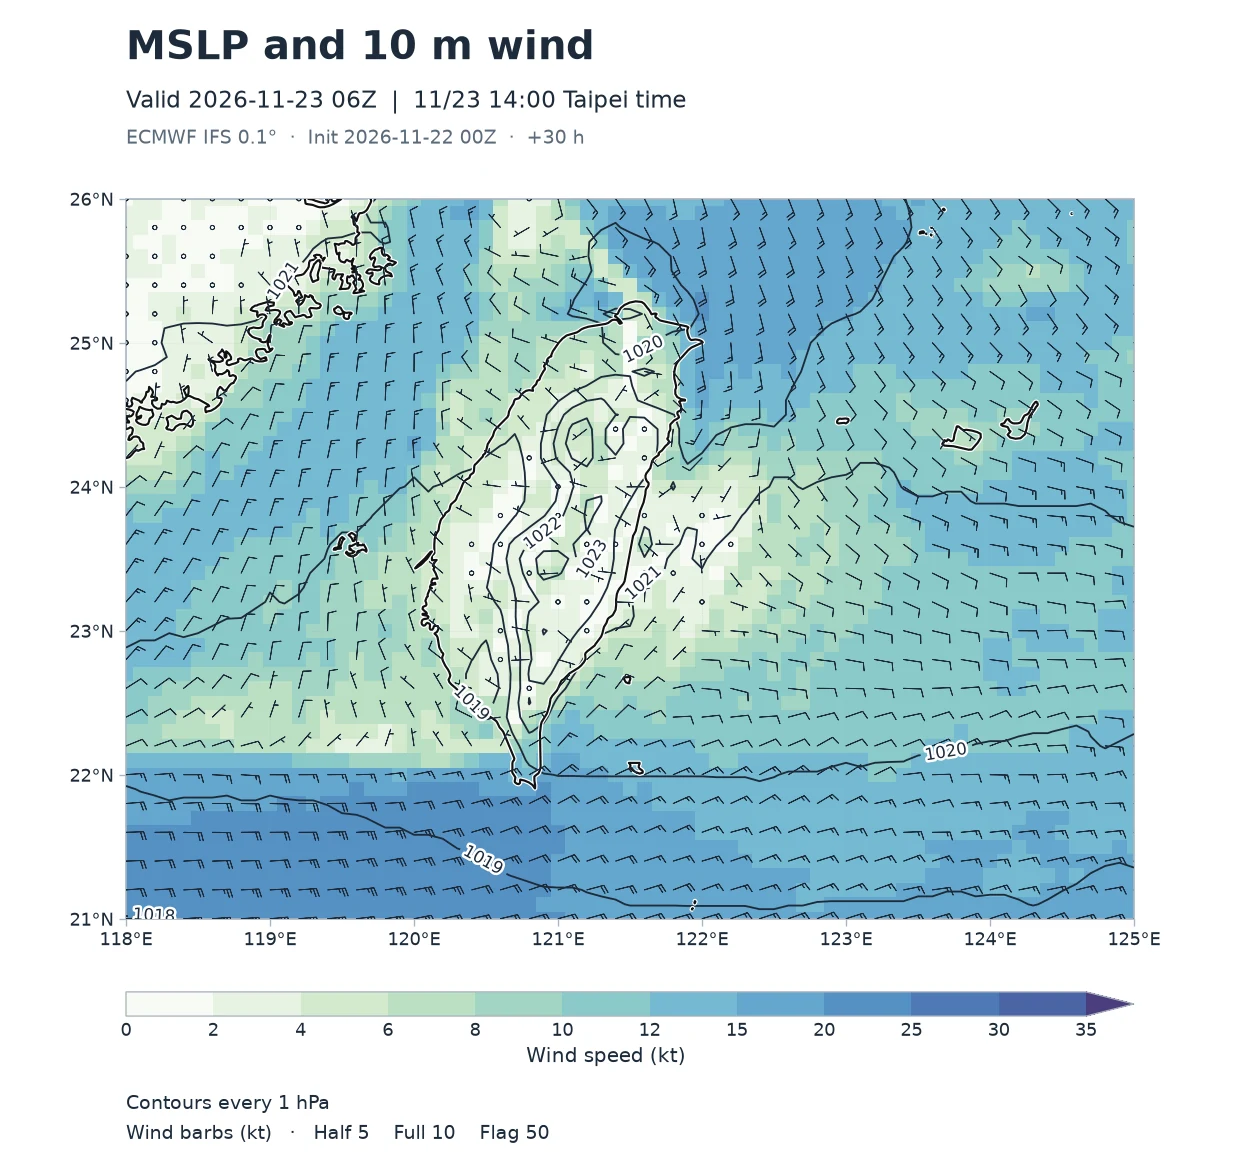 MSLP and 10 m wind
Valid 2026-11-23 06Z | 11/23 14:00 Taipei time
ECMWF IFS 0.1° · Init 2026-11-22 00Z · +30 h
26°N
25°N
24°N
23°N
22°N
21°N
1021
1020
1022
1023
1021
1019
1020
1019
1018
118°E 119°E 120°E 121°E 122°E 123°E 124°E 125°E
0 2 4 6 8 10 12 15 20 25 30 35
Wind speed (kt)
Contours every 1 hPa
Wind barbs (kt) · Half 5 Full 10 Flag 50